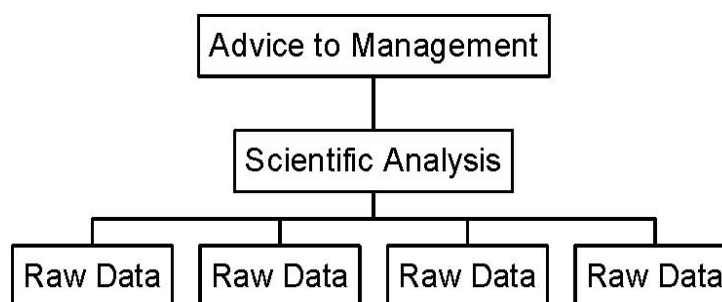 Advice to Management
Scientific Analysis
Raw Data Raw Data Raw Data Raw Data